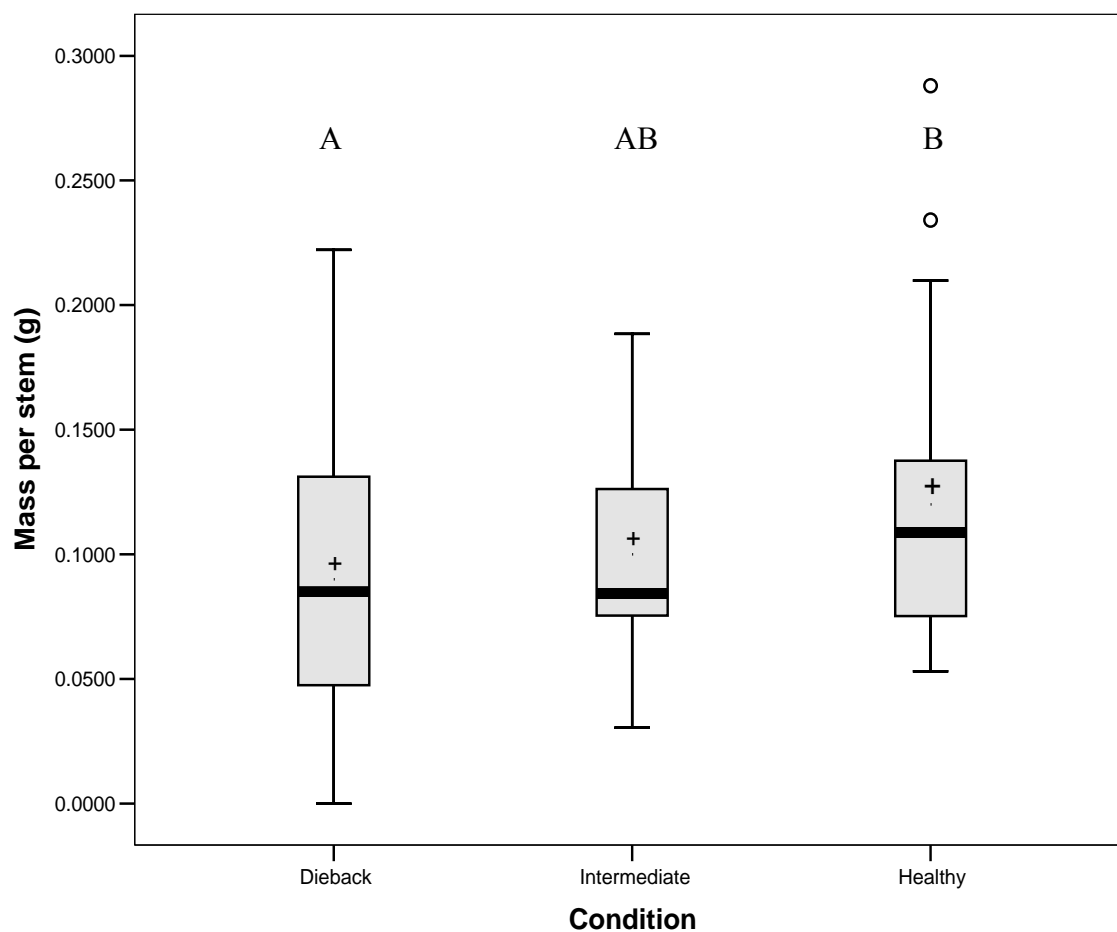 0.3000
A AB B
0.2500
0.2000
0.1500
0.1000
0.0500
0.0000
Mass per stem (g)
Dieback Intermediate Healthy
Condition